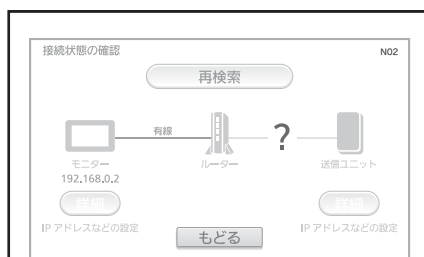 接続状態の確認
N02
再検索
有線
?
モニター
ルーター
送信ユニット
192.168.0.2
詳細
詳細
IP アドレスなどの設定
IP アドレスなどの設定
もどる